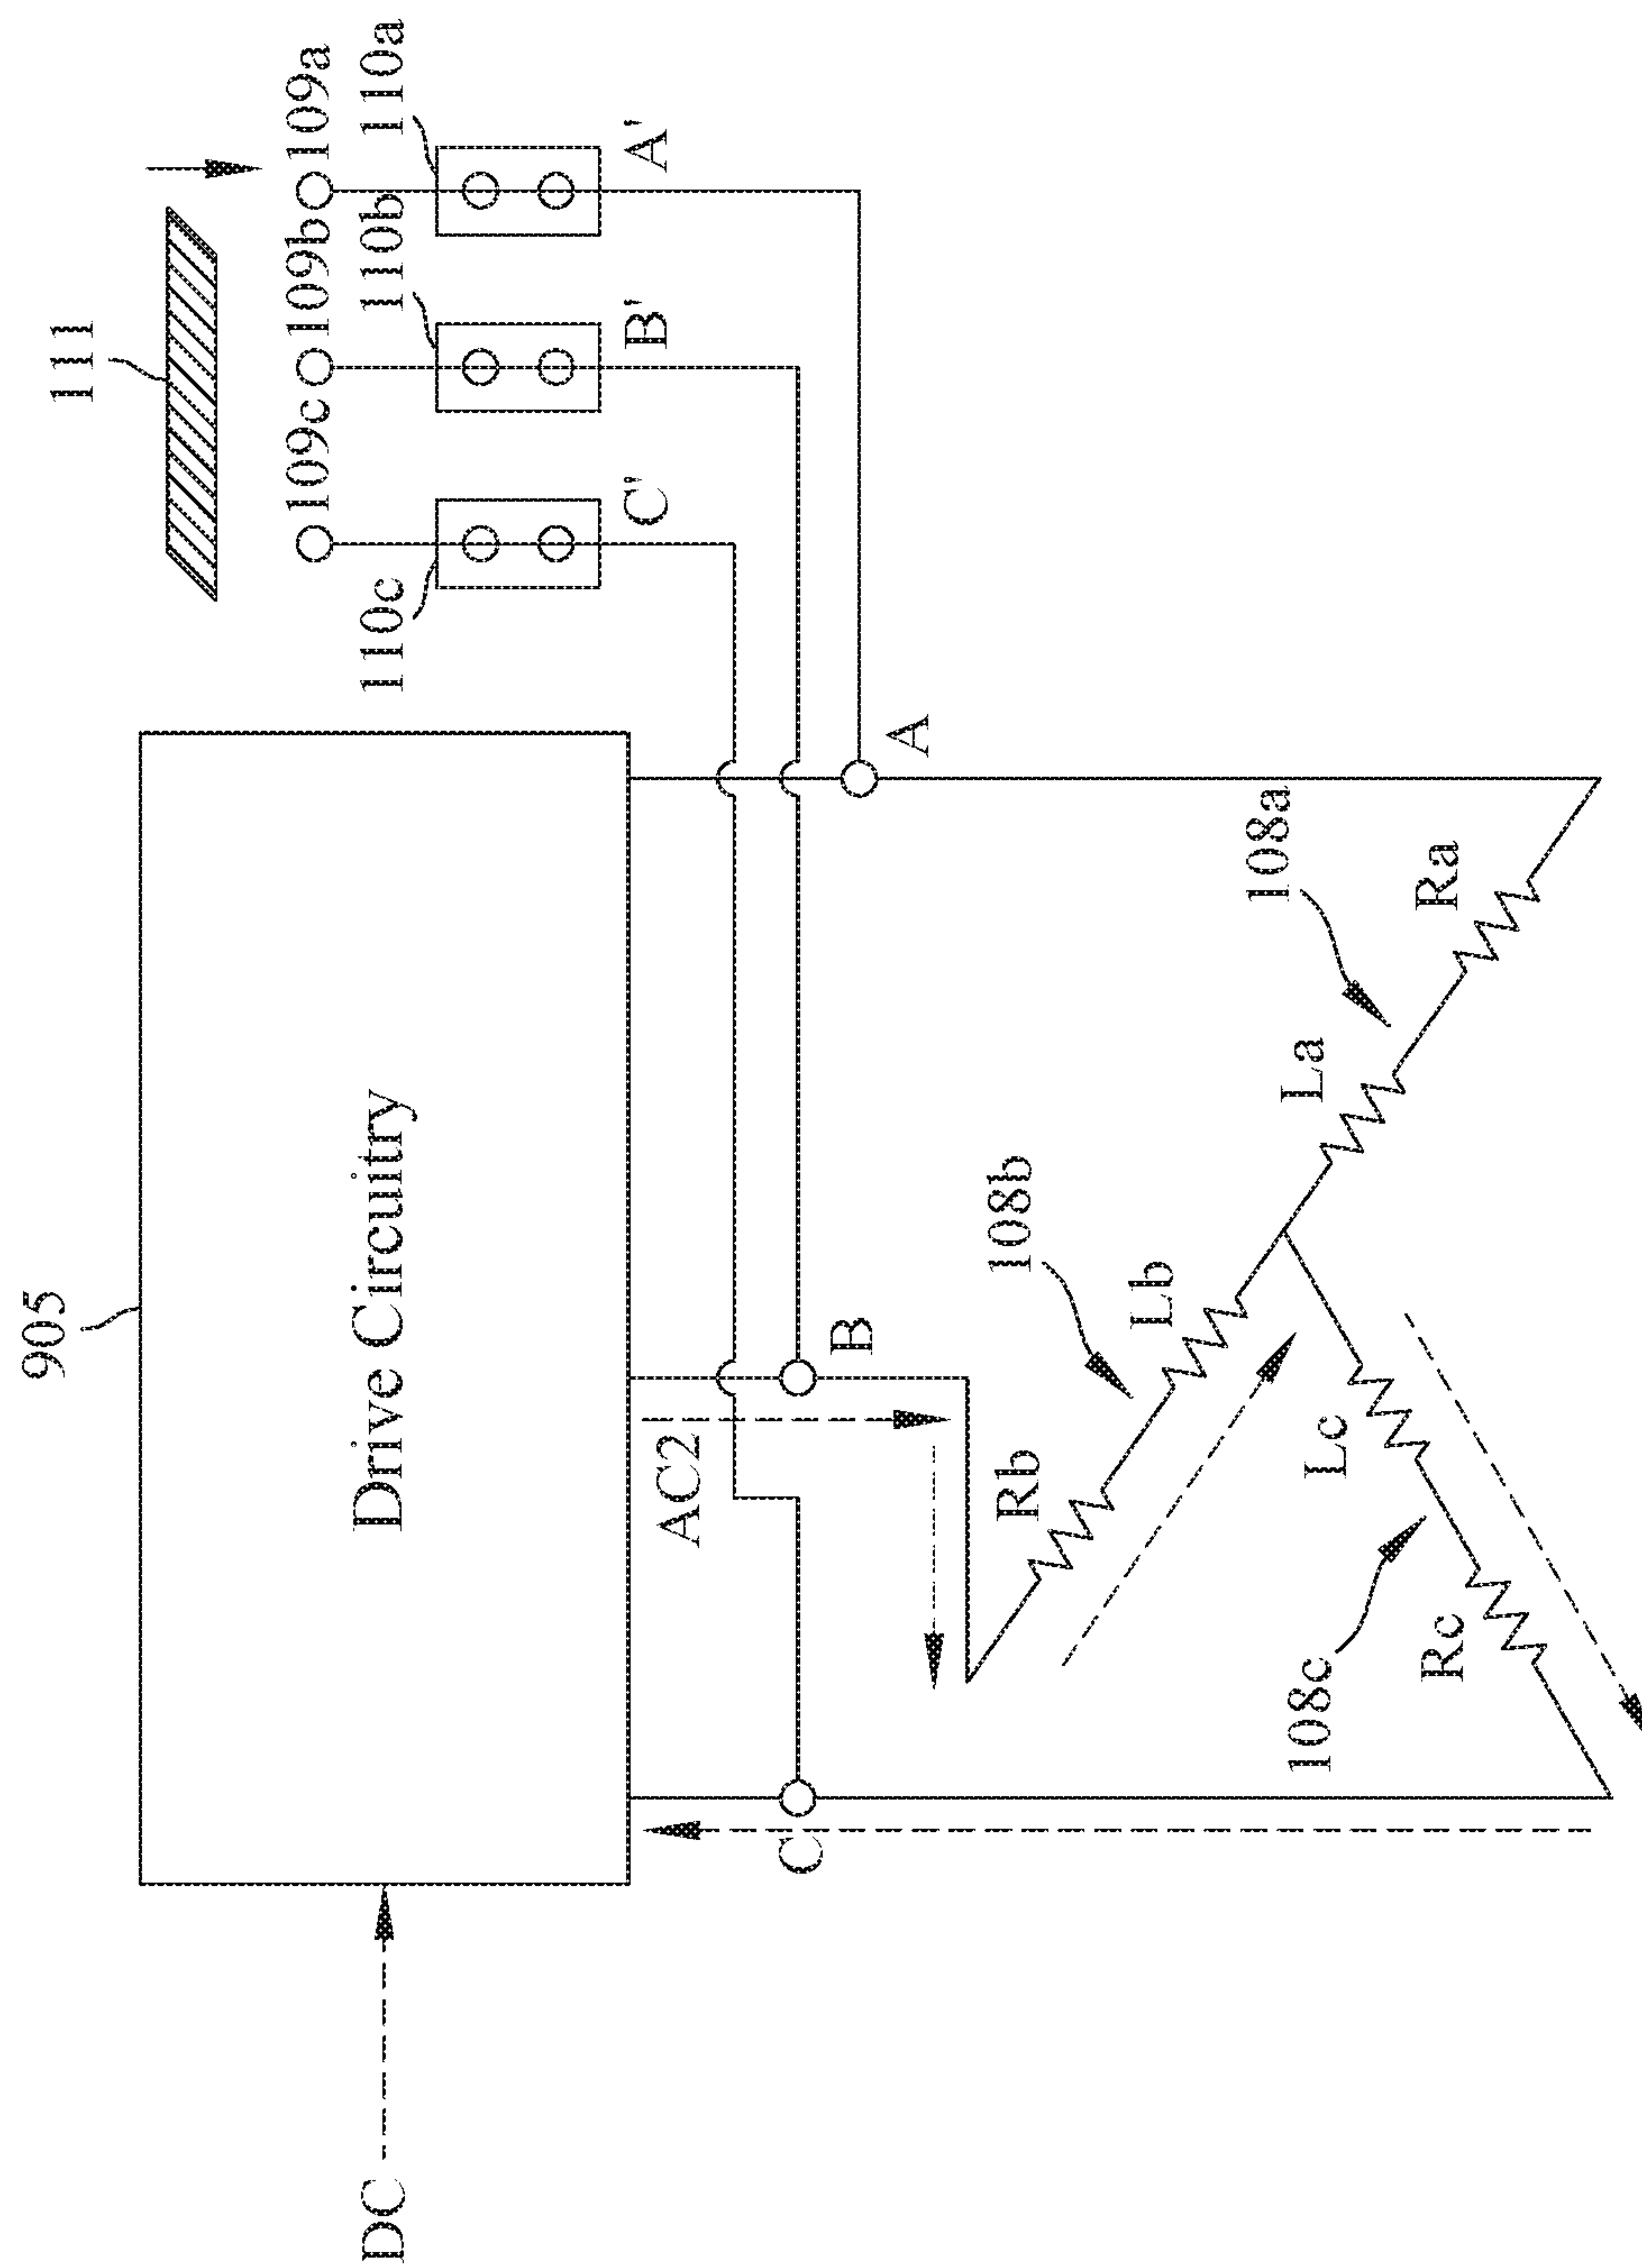 905
111
DC
Drive Circuitry
109c
109b
109a
110c
110b
110a
C'
B'
A'
AC2
C
B
A
108b
Rb
Lb
La
108a
108c
Rc
Lc
Ra